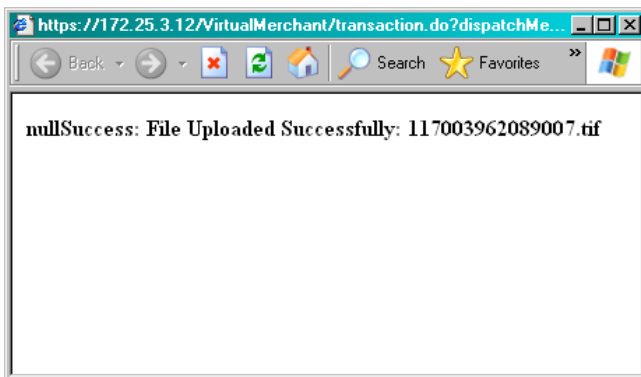 https://172.25.3.12/VirtualMerchant/transaction.do?dispatchMe...
Back Search Favorites »
nullSuccess: File Uploaded Successfully: 117003962089007.tif